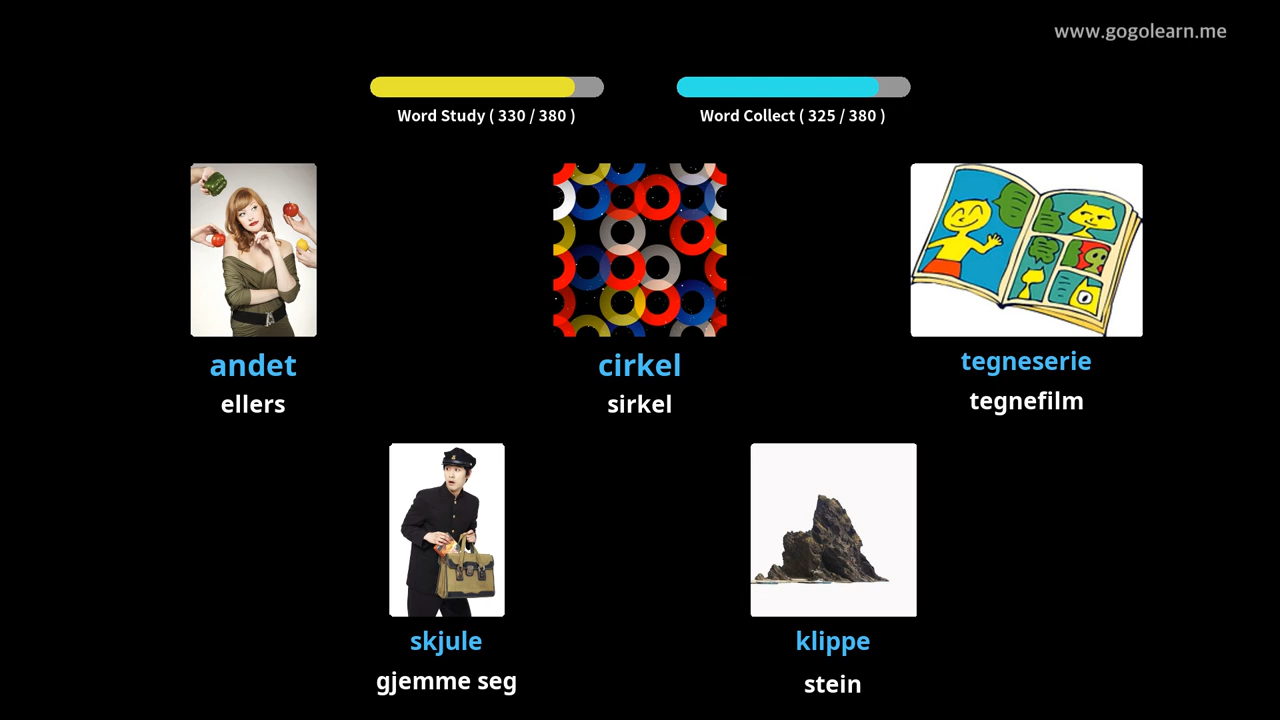 www.gogolearn.me
Word Study ( 330 / 380 )
Word Collect ( 325 / 380 )
andet
ellers
cirkel
sirkel
tegneserie
tegnefilm
skjule
gjemme seg
klippe
stein